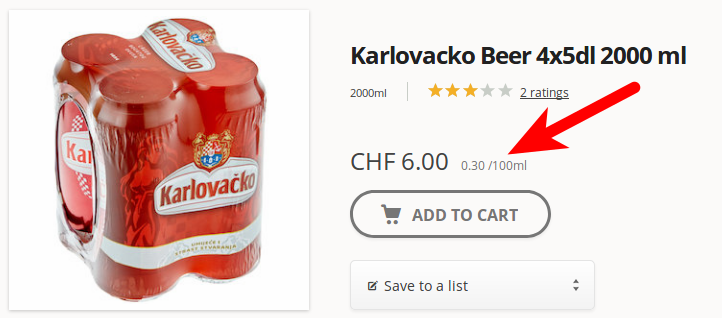 Karlovačko
Kar
Karlovacko Beer 4x5dl 2000 ml
2000ml
2 ratings
CHF 6.00 0.30 /100ml
ADD TO CART
Save to a list